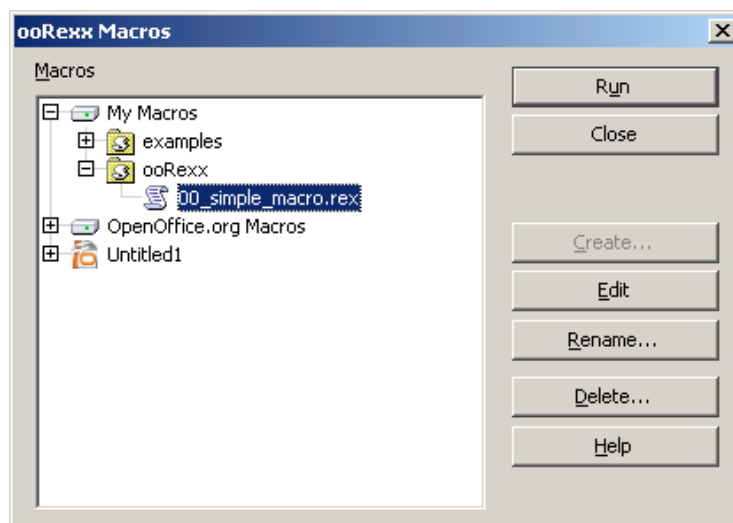 ooRexx Macros
Macros
My Macros
examples
ooRexx
00_simple_macro.rex
OpenOffice.org Macros
Untitled1
Run
Close
Create...
Edit
Rename...
Delete...
Help